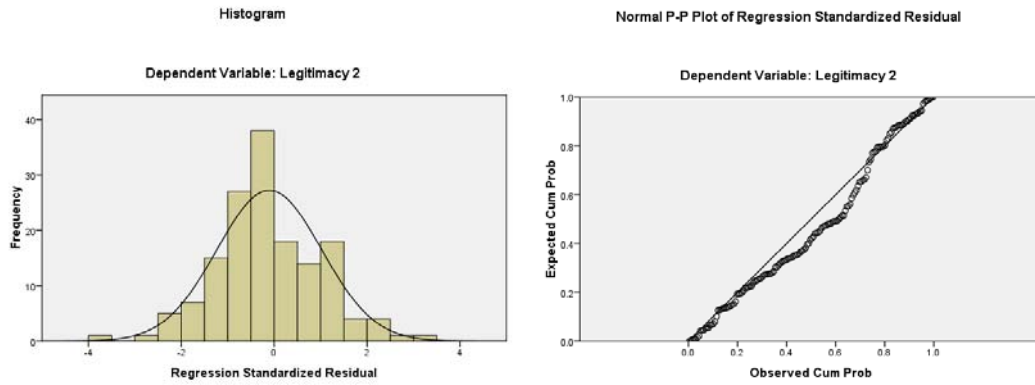 Histogram
Dependent Variable: Legitimacy 2
Frequency
40
30
20
10
0
-4
-2
0
2
4
Regression Standardized Residual
Normal P-P Plot of Regression Standardized Residual
Dependent Variable: Legitimacy 2
Expected Cum Prob
1.0
0.8
0.6
0.4
0.2
0.0
0.0
0.2
0.4
0.6
0.8
1.0
Observed Cum Prob